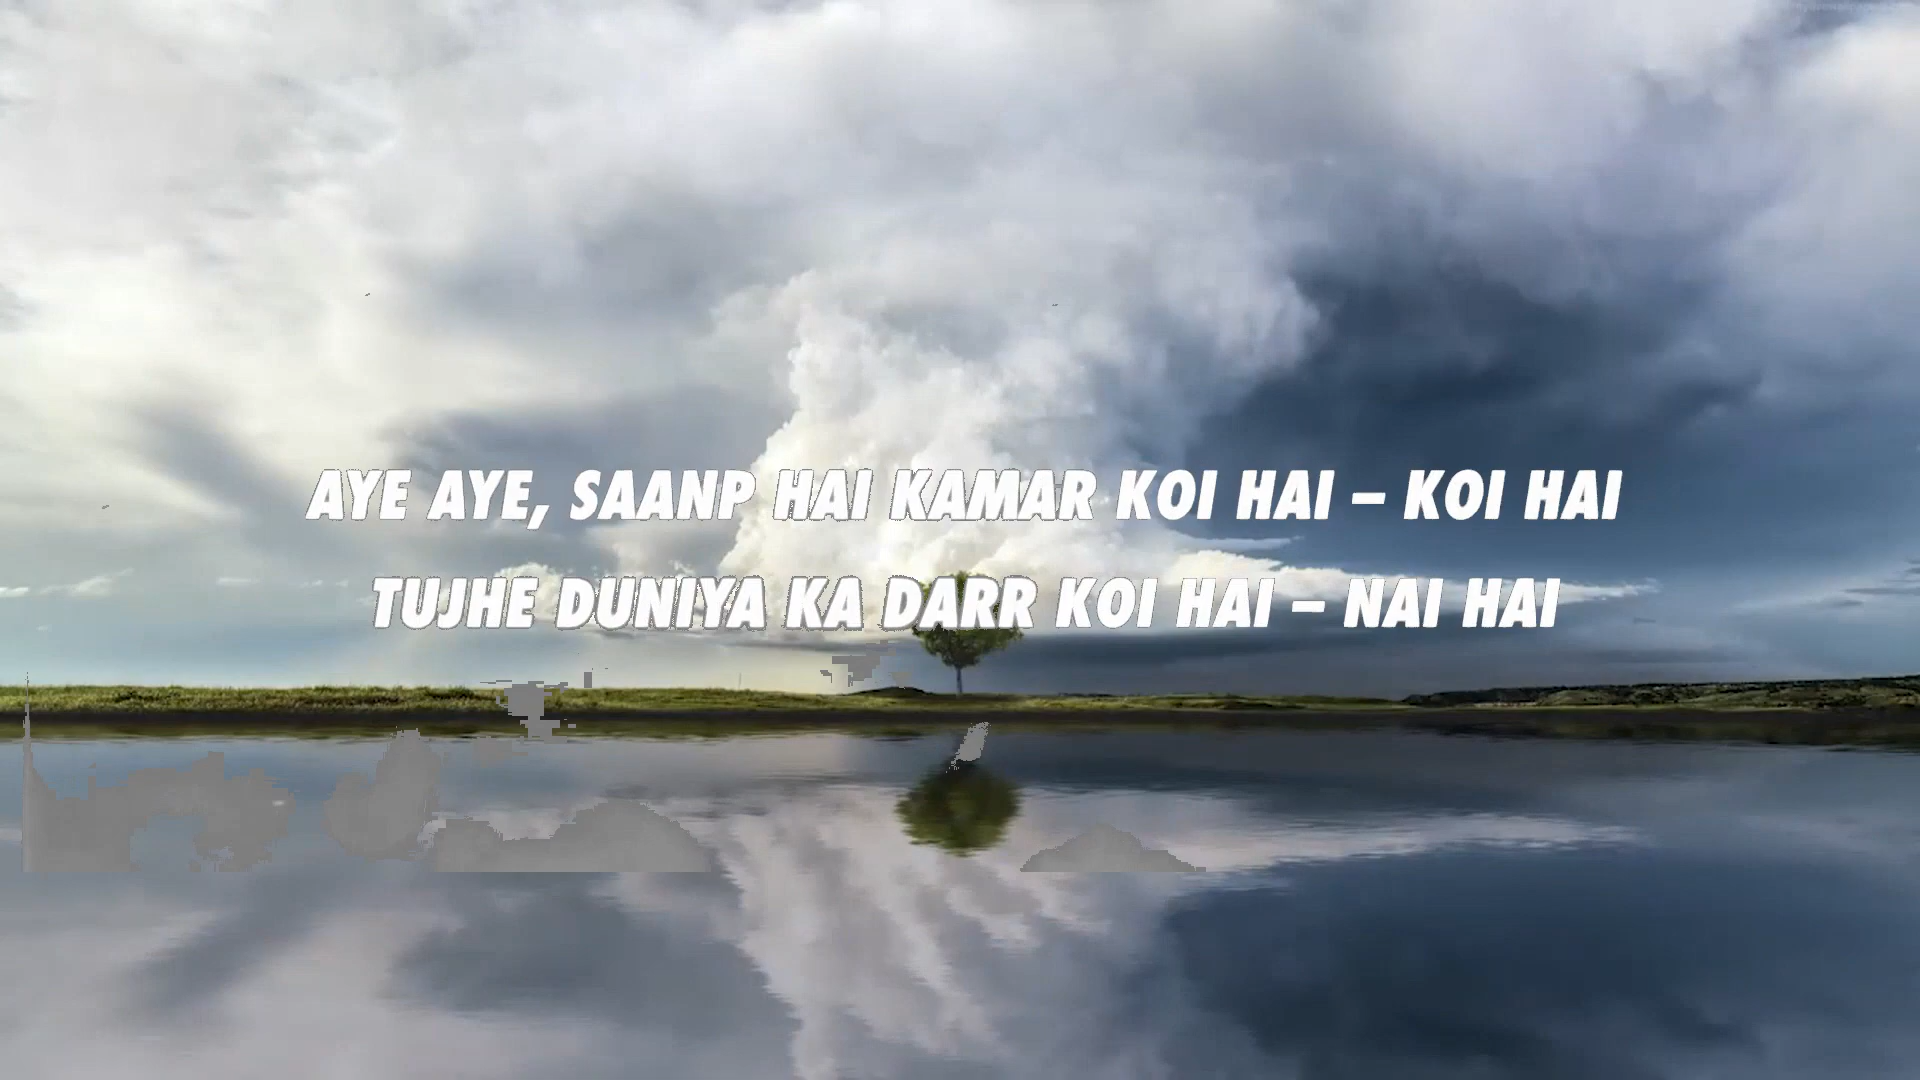 AYE AYE, SAANP HAI KAMAR KOI HAI – KOI HAI
TUJHE DUNIYA KA DARR KOI HAI – NAI HAI